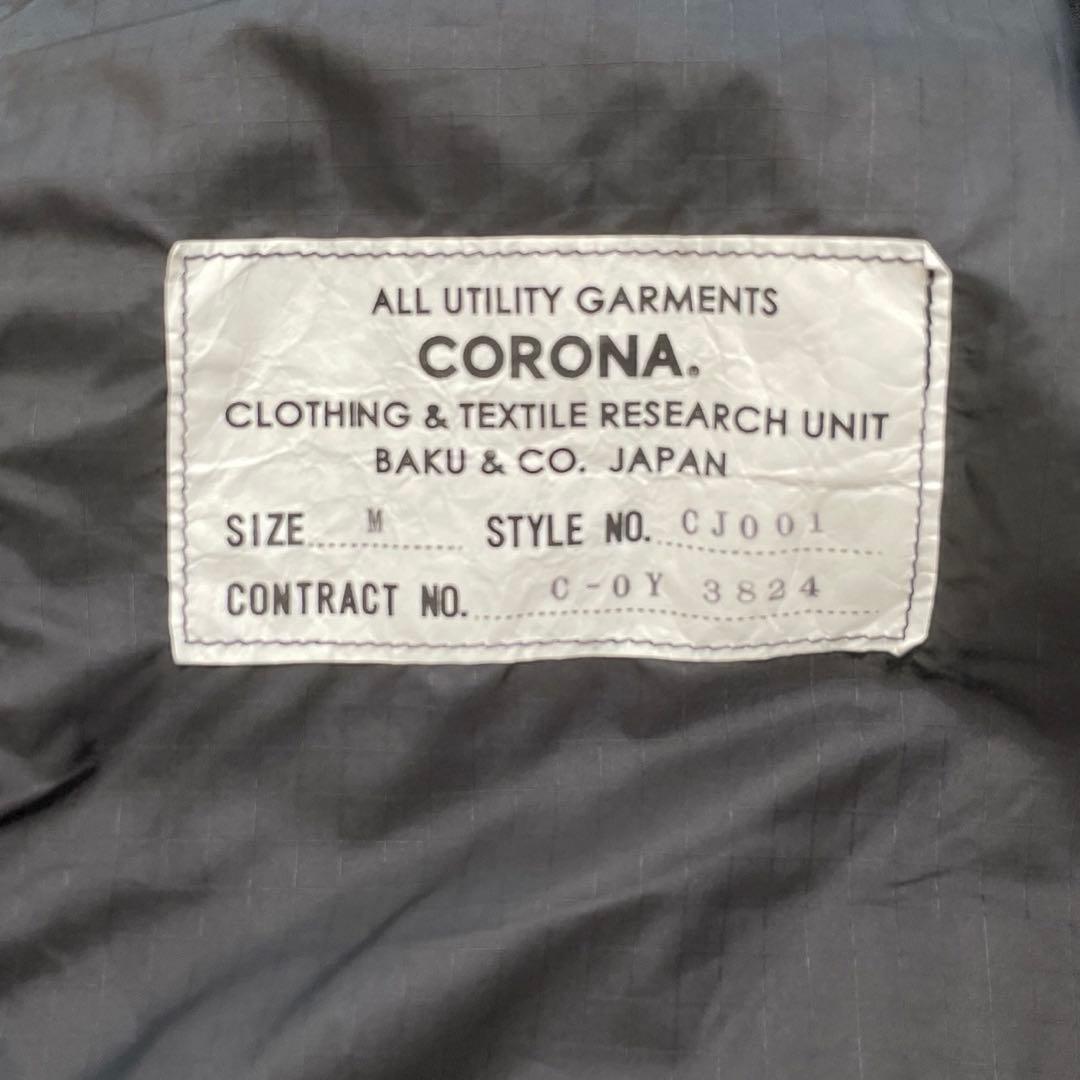 ALL UTILITY GARMENTS
CORONA.
CLOTHING & TEXTILE RESEARCH UNIT
BAKU & CO. JAPAN
SIZE M STYLE NO. CJ001
CONTRACT NO. C-0Y 3824